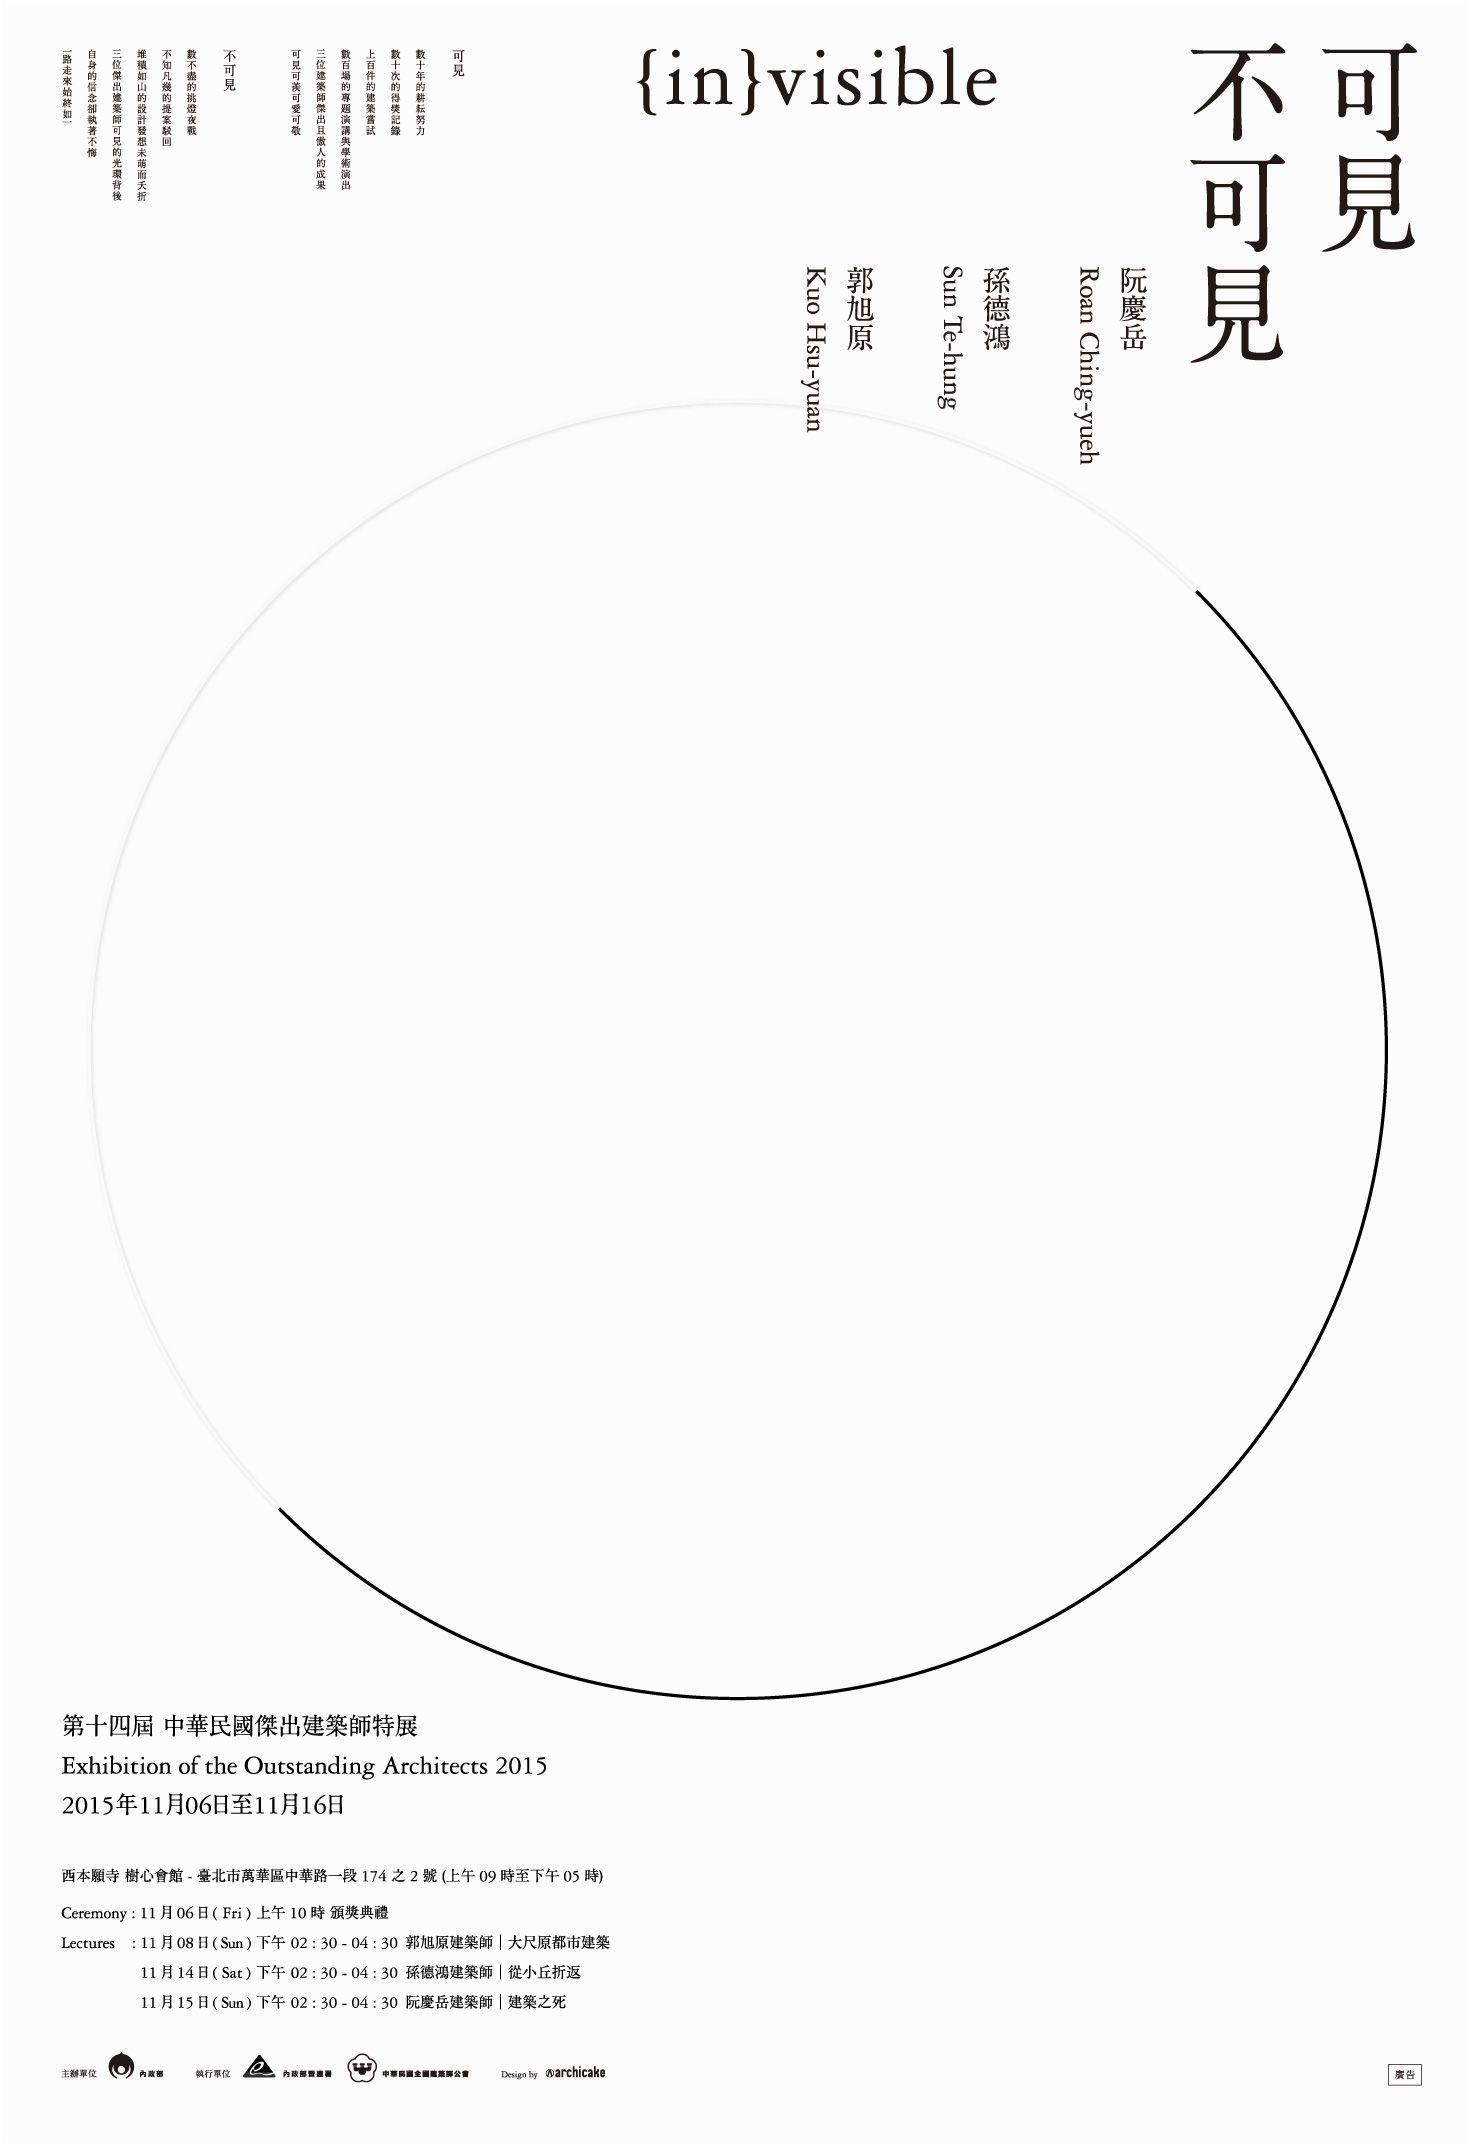 可見
不可見
{in}visible
阮慶岳
Roan Ching-yueh
孫德鴻
Sun Te-hung
郭旭原
Kuo Hsu-yuan
可見
數十年的耕耘努力
數十次的得獎記錄
上百件的建築嘗試
數百場的專題演講與學術演出
三位建築師傑出且傲人的成果
可見可羨可愛可敬
不可見
數不盡的挑燈夜戰
不知凡幾的提案駁回
堆積如山的設計發想未萌而夭折
三位傑出建築師可見的光環背後
自身的信念卻執著不悔
一路走來始終如一
第十四屆 中華民國傑出建築師特展
Exhibition of the Outstanding Architects 2015
2015年11月06日至11月16日
西本願寺 樹心會館 - 臺北市萬華區中華路一段 174 之 2 號 (上午 09 時至下午 05 時)
Ceremony : 11 月 06 日 ( Fri ) 上午 10 時 頒獎典禮
Lectures : 11 月 08 日 ( Sun ) 下午 02 : 30 - 04 : 30 郭旭原建築師｜大尺原都市建築
11 月 14 日 ( Sat ) 下午 02 : 30 - 04 : 30 孫德鴻建築師｜從小丘折返
11 月 15 日 ( Sun ) 下午 02 : 30 - 04 : 30 阮慶岳建築師｜建築之死
主辦單位 內政部 執行單位 內政部營建署 中華民國全國建築師公會 Design by archicake
廣告